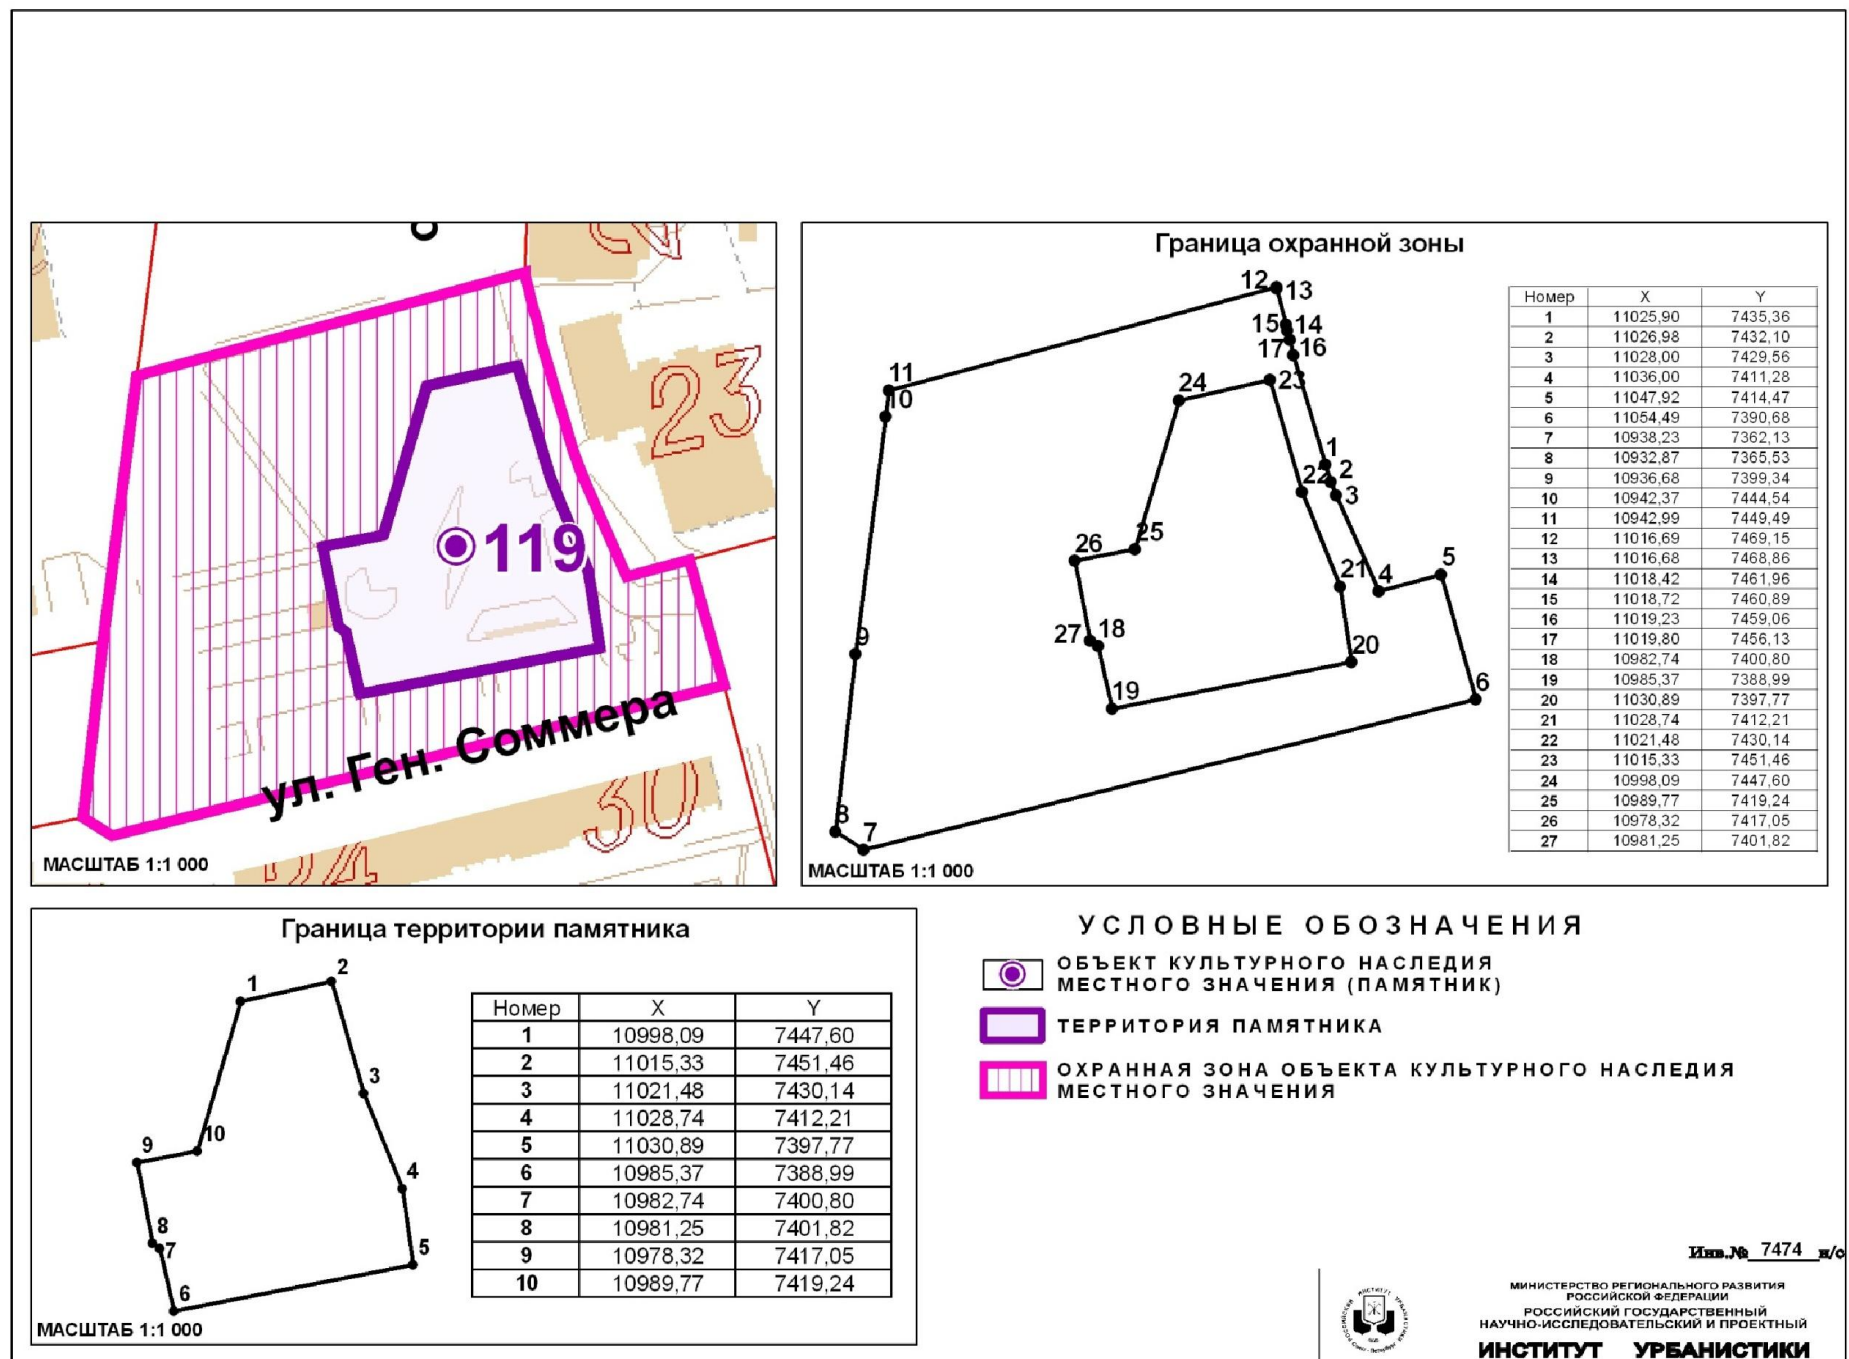 о
23
119
ул. Ген. Соммера
30
24
МАСШТАБ 1:1 000
Граница охранной зоны
12
13
15
14
17
16
11
10
24
23
1
22
2
3
25
26
21
4
5
9
27
18
20
19
6
8
7
МАСШТАБ 1:1 000
Номер X Y
1 11025,90 7435,36
2 11026,98 7432,10
3 11028,00 7429,56
4 11036,00 7411,28
5 11047,92 7414,47
6 11054,49 7390,68
7 10938,23 7362,13
8 10932,87 7365,53
9 10936,68 7399,34
10 10942,37 7444,54
11 10942,99 7449,49
12 11016,69 7469,15
13 11016,68 7468,86
14 11018,42 7461,96
15 11018,72 7460,89
16 11019,23 7459,06
17 11019,80 7456,13
18 10982,74 7400,80
19 10985,37 7388,99
20 11030,89 7397,77
21 11028,74 7412,21
22 11021,48 7430,14
23 11015,33 7451,46
24 10998,09 7447,60
25 10989,77 7419,24
26 10978,32 7417,05
27 10981,25 7401,82
Граница территории памятника
1
2
3
9
10
4
8
7
5
6
МАСШТАБ 1:1 000
Номер X Y
1 10998,09 7447,60
2 11015,33 7451,46
3 11021,48 7430,14
4 11028,74 7412,21
5 11030,89 7397,77
6 10985,37 7388,99
7 10982,74 7400,80
8 10981,25 7401,82
9 10978,32 7417,05
10 10989,77 7419,24
УСЛОВНЫЕ ОБОЗНАЧЕНИЯ
ОБЪЕКТ КУЛЬТУРНОГО НАСЛЕДИЯ
МЕСТНОГО ЗНАЧЕНИЯ (ПАМЯТНИК)
ТЕРРИТОРИЯ ПАМЯТНИКА
ОХРАННАЯ ЗОНА ОБЪЕКТА КУЛЬТУРНОГО НАСЛЕДИЯ
МЕСТНОГО ЗНАЧЕНИЯ
Инв.№ 7474 н/с
МИНИСТЕРСТВО РЕГИОНАЛЬНОГО РАЗВИТИЯ
РОССИЙСКОЙ ФЕДЕРАЦИИ
РОССИЙСКИЙ ГОСУДАРСТВЕННЫЙ
НАУЧНО-ИССЛЕДОВАТЕЛЬСКИЙ И ПРОЕКТНЫЙ
ИНСТИТУТ УРБАНИСТИКИ